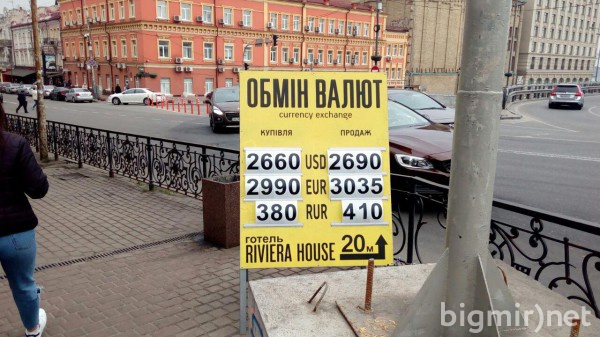 ОБМІН ВАЛЮТ
currency exchange
КУПІВЛЯ ПРОДАЖ
2660 USD 2690
2990 EUR 3035
380 RUR 410
готель
RIVIERA HOUSE 20м
bigmir)net